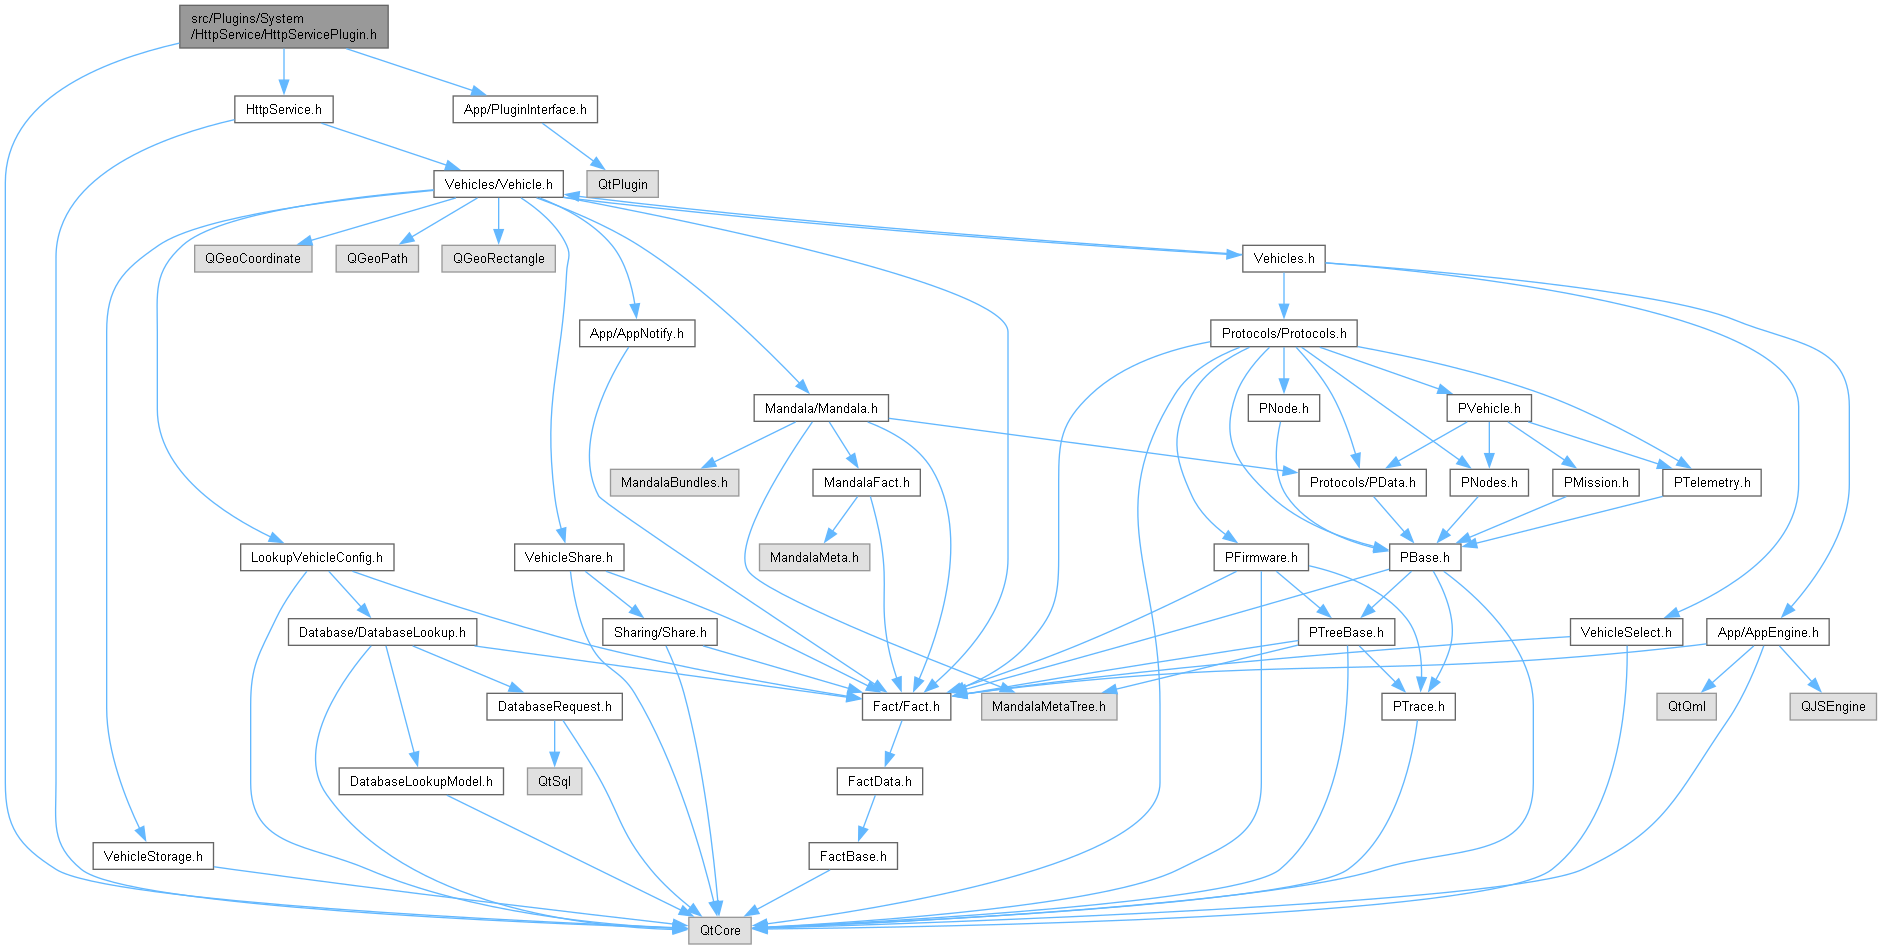 src/Plugins/System
/HttpService/HttpServicePlugin.h
HttpService.h
App/PluginInterface.h
Vehicles/Vehicle.h
QtPlugin
QGeoCoordinate
QGeoPath
QGeoRectangle
Vehicles.h
App/AppNotify.h
Protocols/Protocols.h
Mandala/Mandala.h
PNode.h
PVehicle.h
MandalaBundles.h
MandalaFact.h
Protocols/PData.h
PNodes.h
PMission.h
PTelemetry.h
LookupVehicleConfig.h
VehicleShare.h
MandalaMeta.h
PFirmware.h
PBase.h
Database/DatabaseLookup.h
Sharing/Share.h
PTreeBase.h
VehicleSelect.h
App/AppEngine.h
DatabaseRequest.h
Fact/Fact.h
MandalaMetaTree.h
PTrace.h
QtQml
QJSEngine
DatabaseLookupModel.h
QtSql
FactData.h
VehicleStorage.h
FactBase.h
QtCore